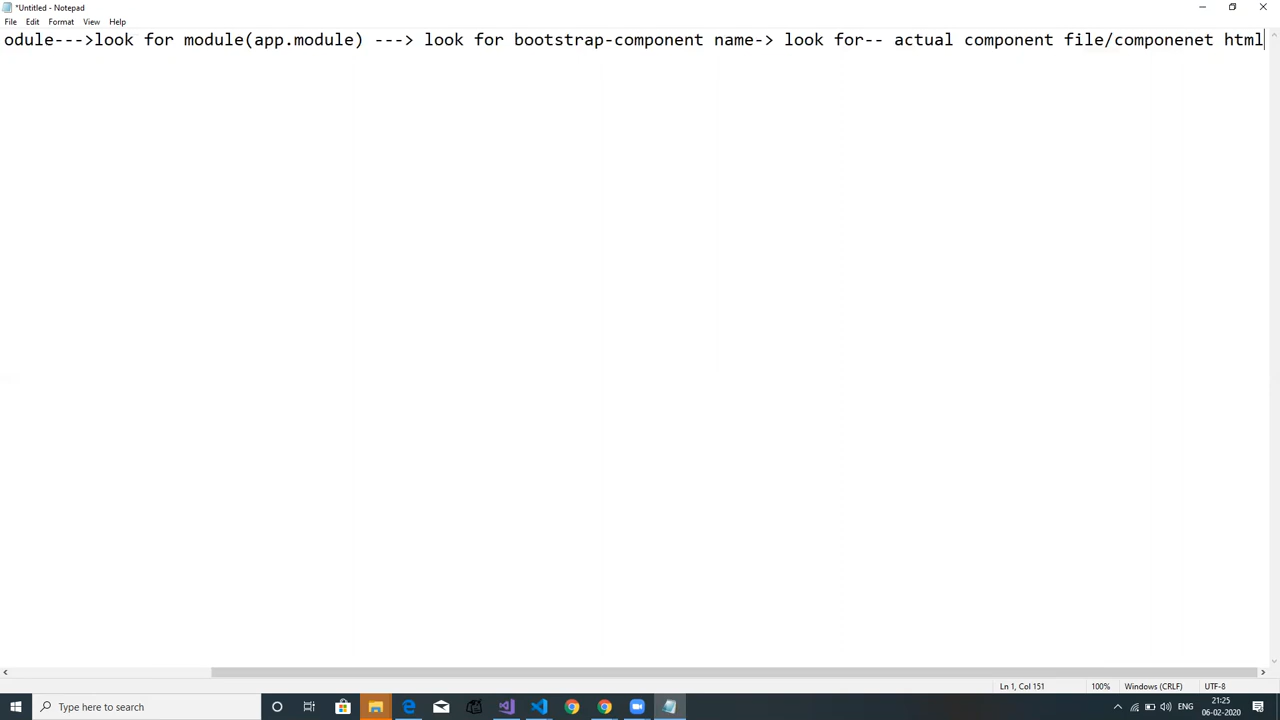 *Untitled - Notepad
File Edit Format View Help
odule--->look for module(app.module) ---> look for bootstrap-component name-> look for-- actual component file/componenet html
Ln 1, Col 151 100% Windows (CRLF) UTF-8
Type here to search
ENG
21:25
06-02-2020